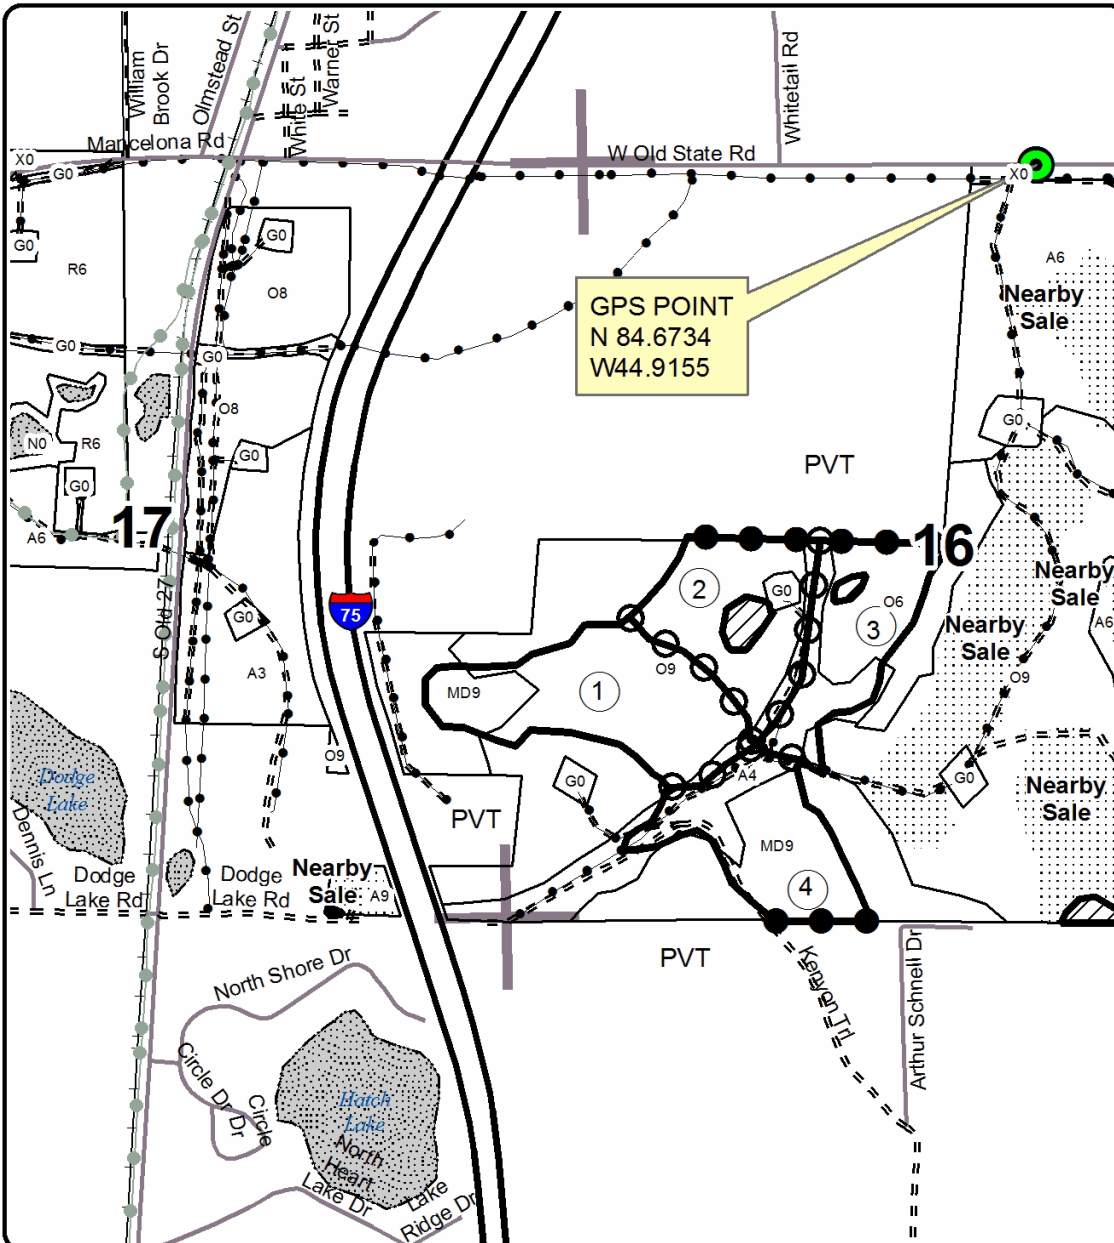 William
Brook Dr
Olmstead St
White St
Warner St
Whitetail Rd
Mancelona Rd
W Old State Rd
X0
G0
X0
G0
G0
R6
O8
A6
Nearby
Sale
GPS POINT
N 84.6734
W44.9155
G0
G0
O8
N0
R6
G0
G0
G0
PVT
17
A6
16
S Old 27
75
2
G0
O6
3
Nearby
Sale
A6
G0
Nearby
Sale
O9
A3
MD9
1
O9
O9
A4
G0
G0
Nearby
Sale
Dodge
Lake
Dennis Ln
PVT
MD9
4
Dodge
Lake Rd
Dodge
Lake Rd
Nearby
Sale
A9
PVT
North Shore Dr
Kenyon Trl
Arthur Schnell Dr
Circle Dr
Dr
Circle
Hatch
Lake
North
Heart
Lake Dr
Lake
Ridge Dr